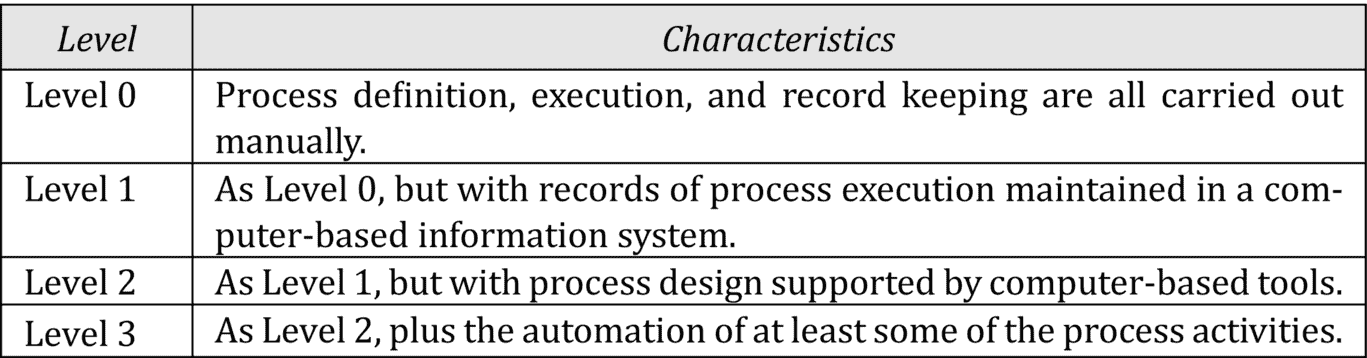 Level Characteristics
Level 0 Process definition, execution, and record keeping are all carried out
manually.
Level 1 As Level 0, but with records of process execution maintained in a com-
puter-based information system.
Level 2 As Level 1, but with process design supported by computer-based tools.
Level 3 As Level 2, plus the automation of at least some of the process activities.